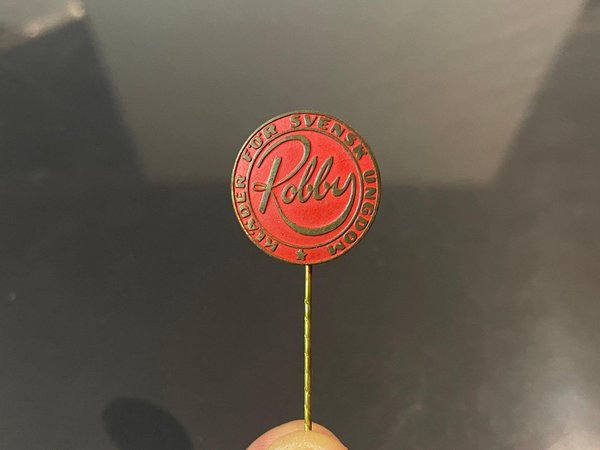 KLÄDER FÖR SVENSK UNGDOM
Robby